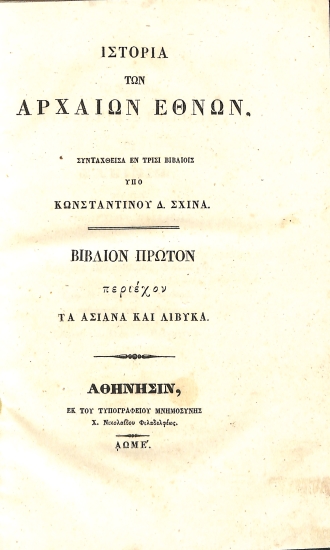 ΙΣΤΟΡΙΑ
ΤΩΝ
ΑΡΧΑΙΩΝ ΕΘΝΩΝ.
ΣΥΝΤΑΧΘΕΙΣΑ ΕΝ ΤΡΙΣΙ ΒΙΒΛΙΟΙΣ
ΥΠΟ
ΚΩΝΣΤΑΝΤΙΝΟΥ Δ. ΣΧΙΝΑ.
ΒΙΒΛΙΟΝ ΠΡΩΤΟΝ
περιέχον
ΤΑ ΑΣΙΑΝΑ ΚΑΙ ΛΙΒΥΚΑ.
ΑΘΗΝΗΣΙΝ,
ΕΚ ΤΟΥ ΤΥΠΟΓΡΑΦΕΙΟΥ ΜΝΗΜΟΣΥΝΗΣ
Χ. Νικολαΐδου Φιλαδελφέως.
͵ΑΩΜΕ΄.